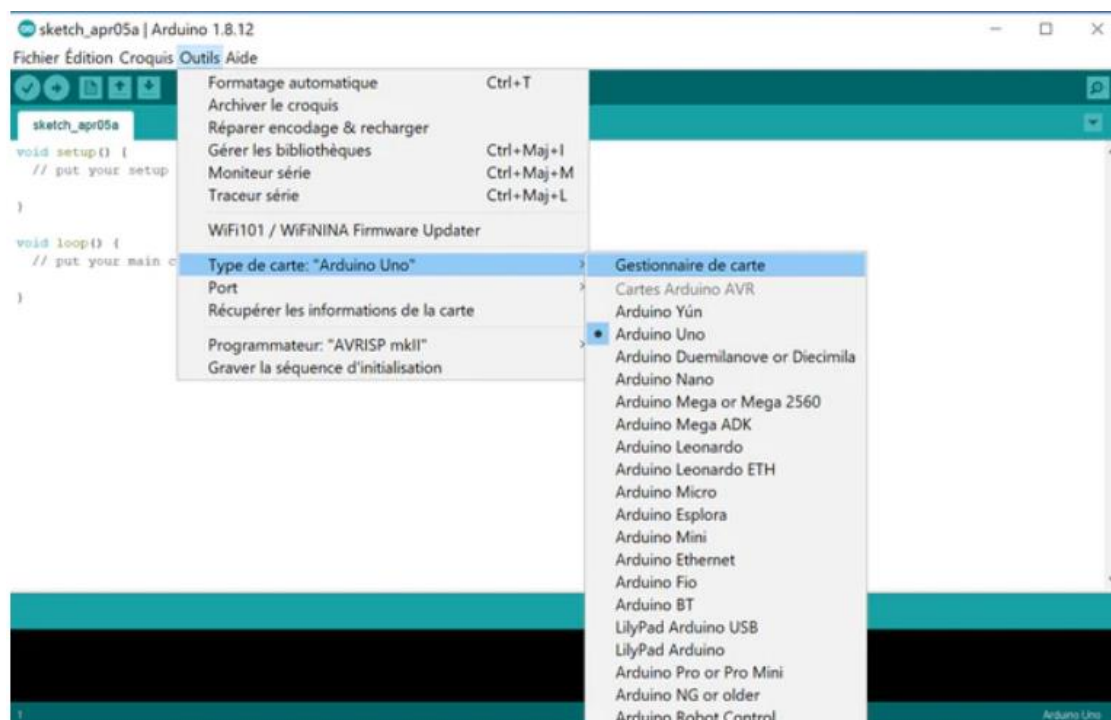 sketch_apr05a | Arduino 1.8.12
Fichier Édition Croquis Outils Aide
sketch_apr05a
void setup() {
// put your setup
}
void loop() {
// put your main c
}
Formatage automatique Ctrl+T
Archiver le croquis
Réparer encodage & recharger
Gérer les bibliothèques Ctrl+Maj+I
Moniteur série Ctrl+Maj+M
Traceur série Ctrl+Maj+L
WiFi101 / WiFiNINA Firmware Updater
Type de carte: "Arduino Uno"
Port
Récupérer les informations de la carte
Programmateur: "AVRISP mkII"
Graver la séquence d'initialisation
Gestionnaire de carte
Cartes Arduino AVR
Arduino Yún
Arduino Uno
Arduino Duemilanove or Diecimila
Arduino Nano
Arduino Mega or Mega 2560
Arduino Mega ADK
Arduino Leonardo
Arduino Leonardo ETH
Arduino Micro
Arduino Esplora
Arduino Mini
Arduino Ethernet
Arduino Fio
Arduino BT
LilyPad Arduino USB
LilyPad Arduino
Arduino Pro or Pro Mini
Arduino NG or older
Arduino Robot Control
1
Arduino Uno